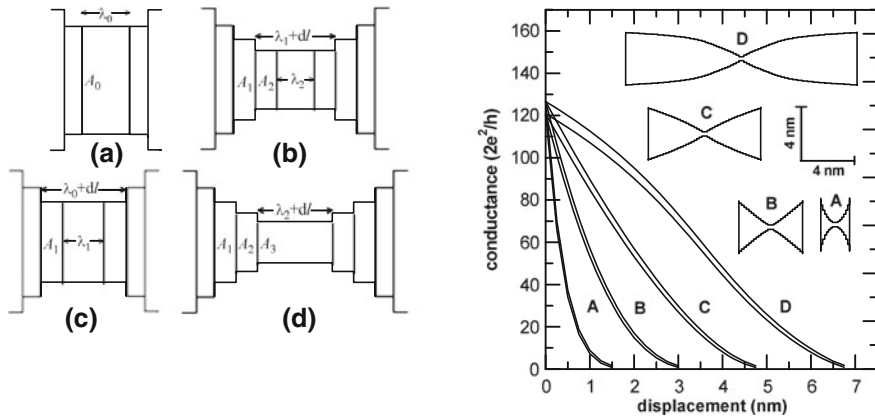 λ₀
A₀
(a)
λ₁+dl
A₁ A₂ λ₂
(b)
λ₀+dl
A₁ λ₁
(c)
λ₂+dl
A₁ A₂ A₃
(d)
conductance (2e²/h)
160
140
120
100
80
60
40
20
0
0 1 2 3 4 5 6 7
displacement (nm)
D
C
4 nm
4 nm
B A
A B C D